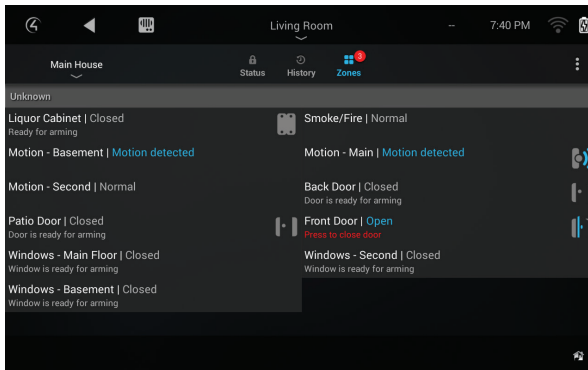 Living Room
--
7:40 PM
Main House
Status
History
3
Zones
Unknown
Liquor Cabinet | Closed
Ready for arming
Smoke/Fire | Normal
Motion - Basement | Motion detected
Motion - Main | Motion detected
Motion - Second | Normal
Back Door | Closed
Door is ready for arming
Patio Door | Closed
Door is ready for arming
Front Door | Open
Press to close door
Windows - Main Floor | Closed
Window is ready for arming
Windows - Second | Closed
Window is ready for arming
Windows - Basement | Closed
Window is ready for arming